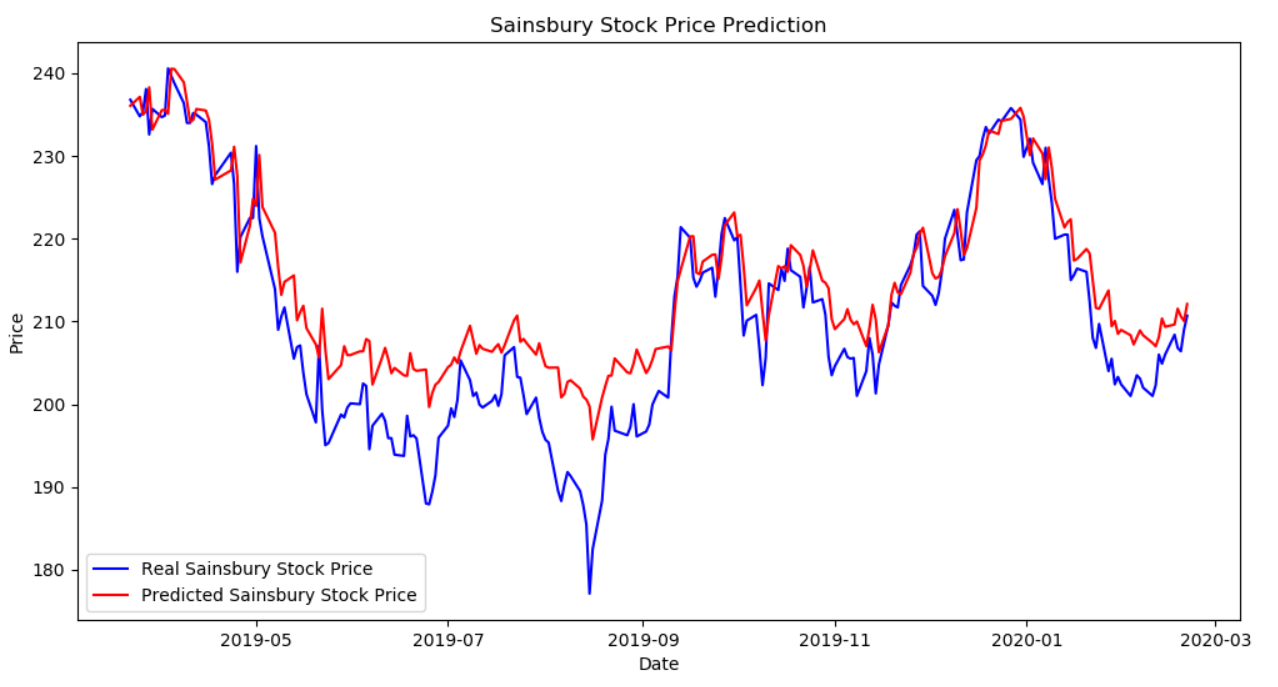 Sainsbury Stock Price Prediction
240
230
220
210
200
190
180
Price
Real Sainsbury Stock Price
Predicted Sainsbury Stock Price
2019-05 2019-07 2019-09 2019-11 2020-01 2020-03
Date